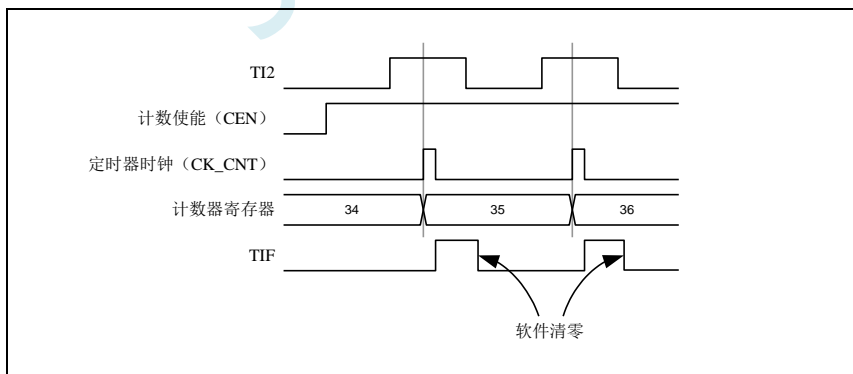 TI2
计数使能（CEN）
定时器时钟（CK_CNT）
计数器寄存器
34
35
36
TIF
软件清零